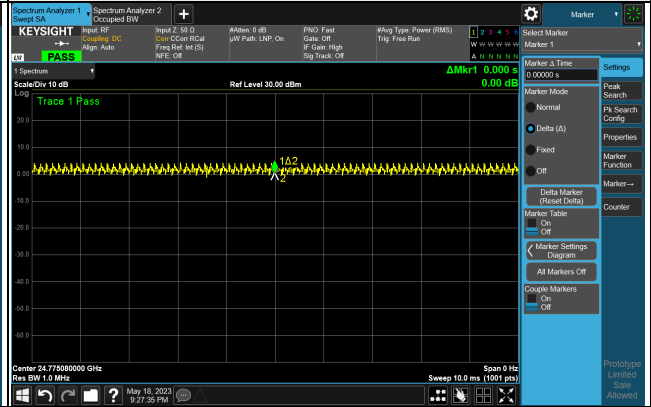 Spectrum Analyzer 1
Swept SA
Spectrum Analyzer 2
Occupied BW
Marker
KEYSIGHT
LXI
PASS
Input: RF
Coupling: DC
Align: Auto
Input Z: 50 Ω
Corr CCorr RCal
Freq Ref: Int (S)
NFE: Off
#Atten: 0 dB
µW Path: LNP, On
PNO: Fast
Gate: Off
IF Gain: High
Sig Track: Off
#Avg Type: Power (RMS)
Trig: Free Run
1 2 3 4 5 6
W W W W W W
A N N N N N
Select Marker
Marker 1
1 Spectrum
ΔMkr1 0.000 s
0.00 dB
Scale/Div 10 dB
Ref Level 30.00 dBm
Log
Trace 1 Pass
20.0
10.0
0.00
-10.0
-20.0
-30.0
-40.0
-50.0
-60.0
1Δ2
2
Center 24.775080000 GHz
Res BW 1.0 MHz
Span 0 Hz
Sweep 10.0 ms (1001 pts)
Marker Δ Time
0.00000 s
Marker Mode
Normal
Delta (Δ)
Fixed
Off
Delta Marker
(Reset Delta)
Marker Table
On
Off
Marker Settings
Diagram
All Markers Off
Couple Markers
On
Off
Settings
Peak
Search
Pk Search
Config
Properties
Marker
Function
Marker→
Counter
Prototype
Limited
Sale
Allowed
May 18, 2023
9:27:35 PM